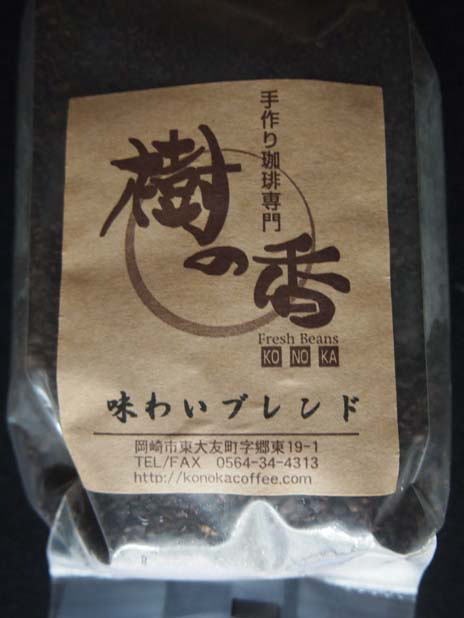 手作り珈琲専門
樹の香
Fresh Beans
KO NO KA
味わいブレンド
岡崎市東大友町字郷東19-1
TEL/FAX 0564-34-4313
http://konokacoffee.com